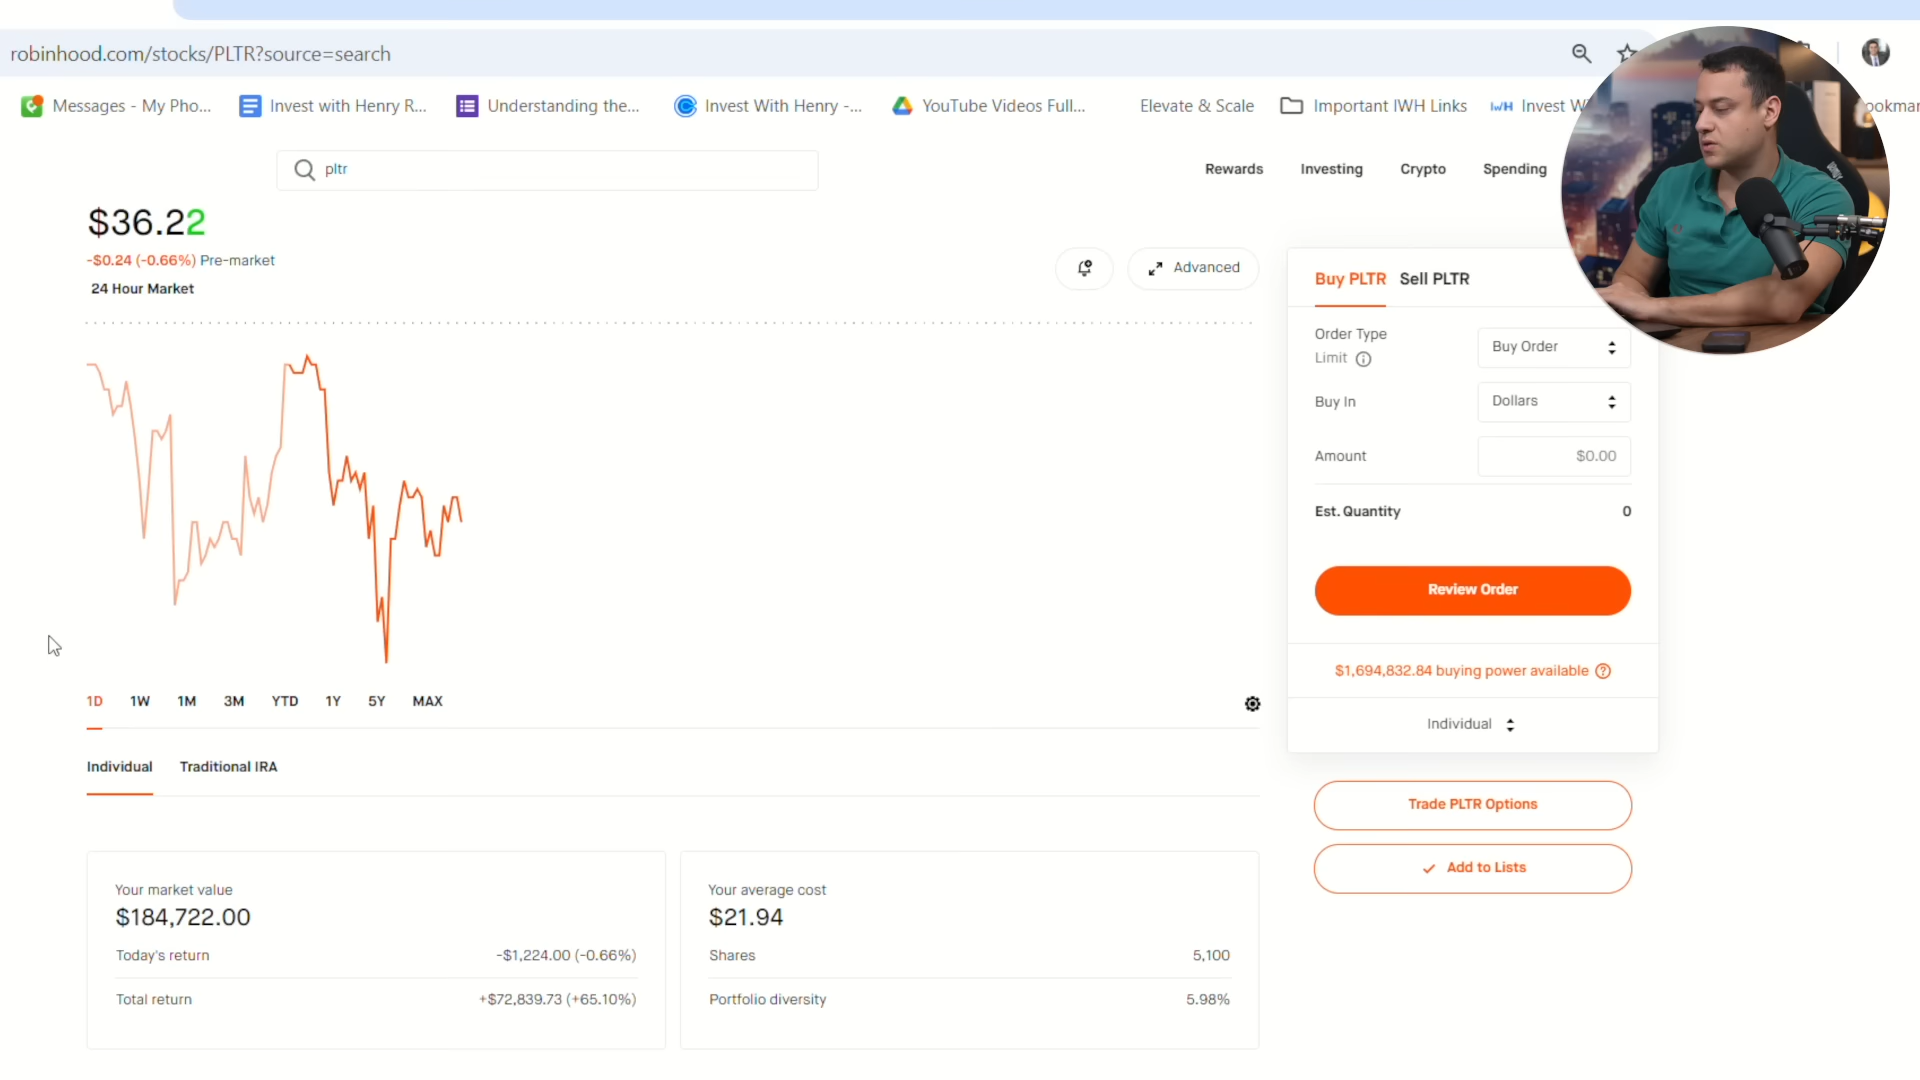 robinhood.com/stocks/PLTR?source=search
Messages - My Pho... Invest with Henry R... Understanding the... Invest With Henry -... YouTube Videos Full... Elevate & Scale Important IWH Links IWH Invest
pltr
Rewards Investing Crypto Spending
$36.22
-$0.24 (-0.66%) Pre-market
24 Hour Market
Advanced
Buy PLTR Sell PLTR
Order Type
Limit
Buy Order
Buy In Dollars
Amount $0.00
Est. Quantity 0
Review Order
$1,694,832.84 buying power available
Individual
Trade PLTR Options
Add to Lists
1D 1W 1M 3M YTD 1Y 5Y MAX
Individual Traditional IRA
Your market value
$184,722.00
Today's return -$1,224.00 (-0.66%)
Total return +$72,839.73 (+65.10%)
Your average cost
$21.94
Shares 5,100
Portfolio diversity 5.98%